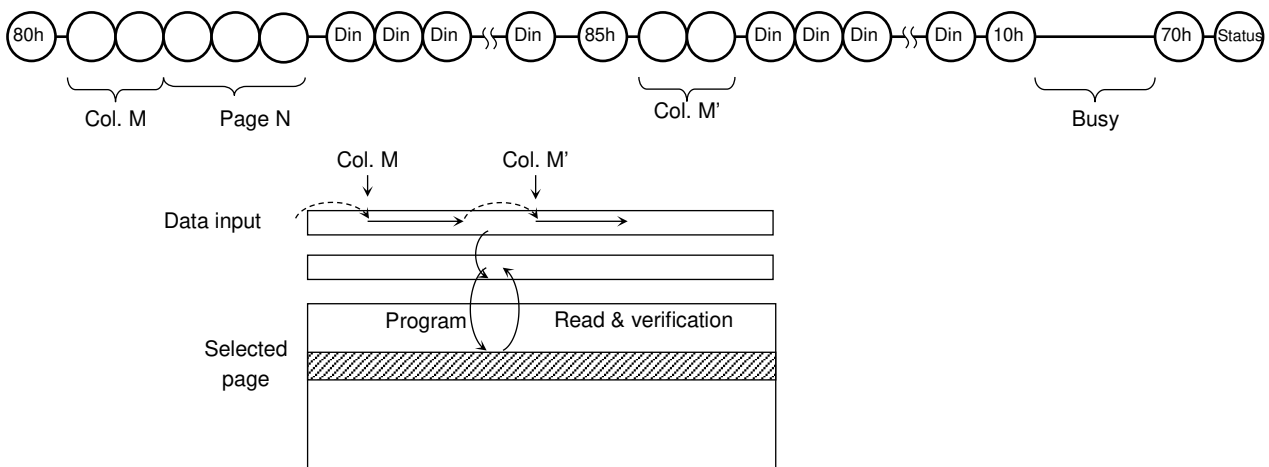 80h Din Din Din Din 85h Din Din Din Din 10h 70h Status
Col. M Page N Col. M' Busy
Col. M Col. M'
Data input
Program Read & verification
Selected
page